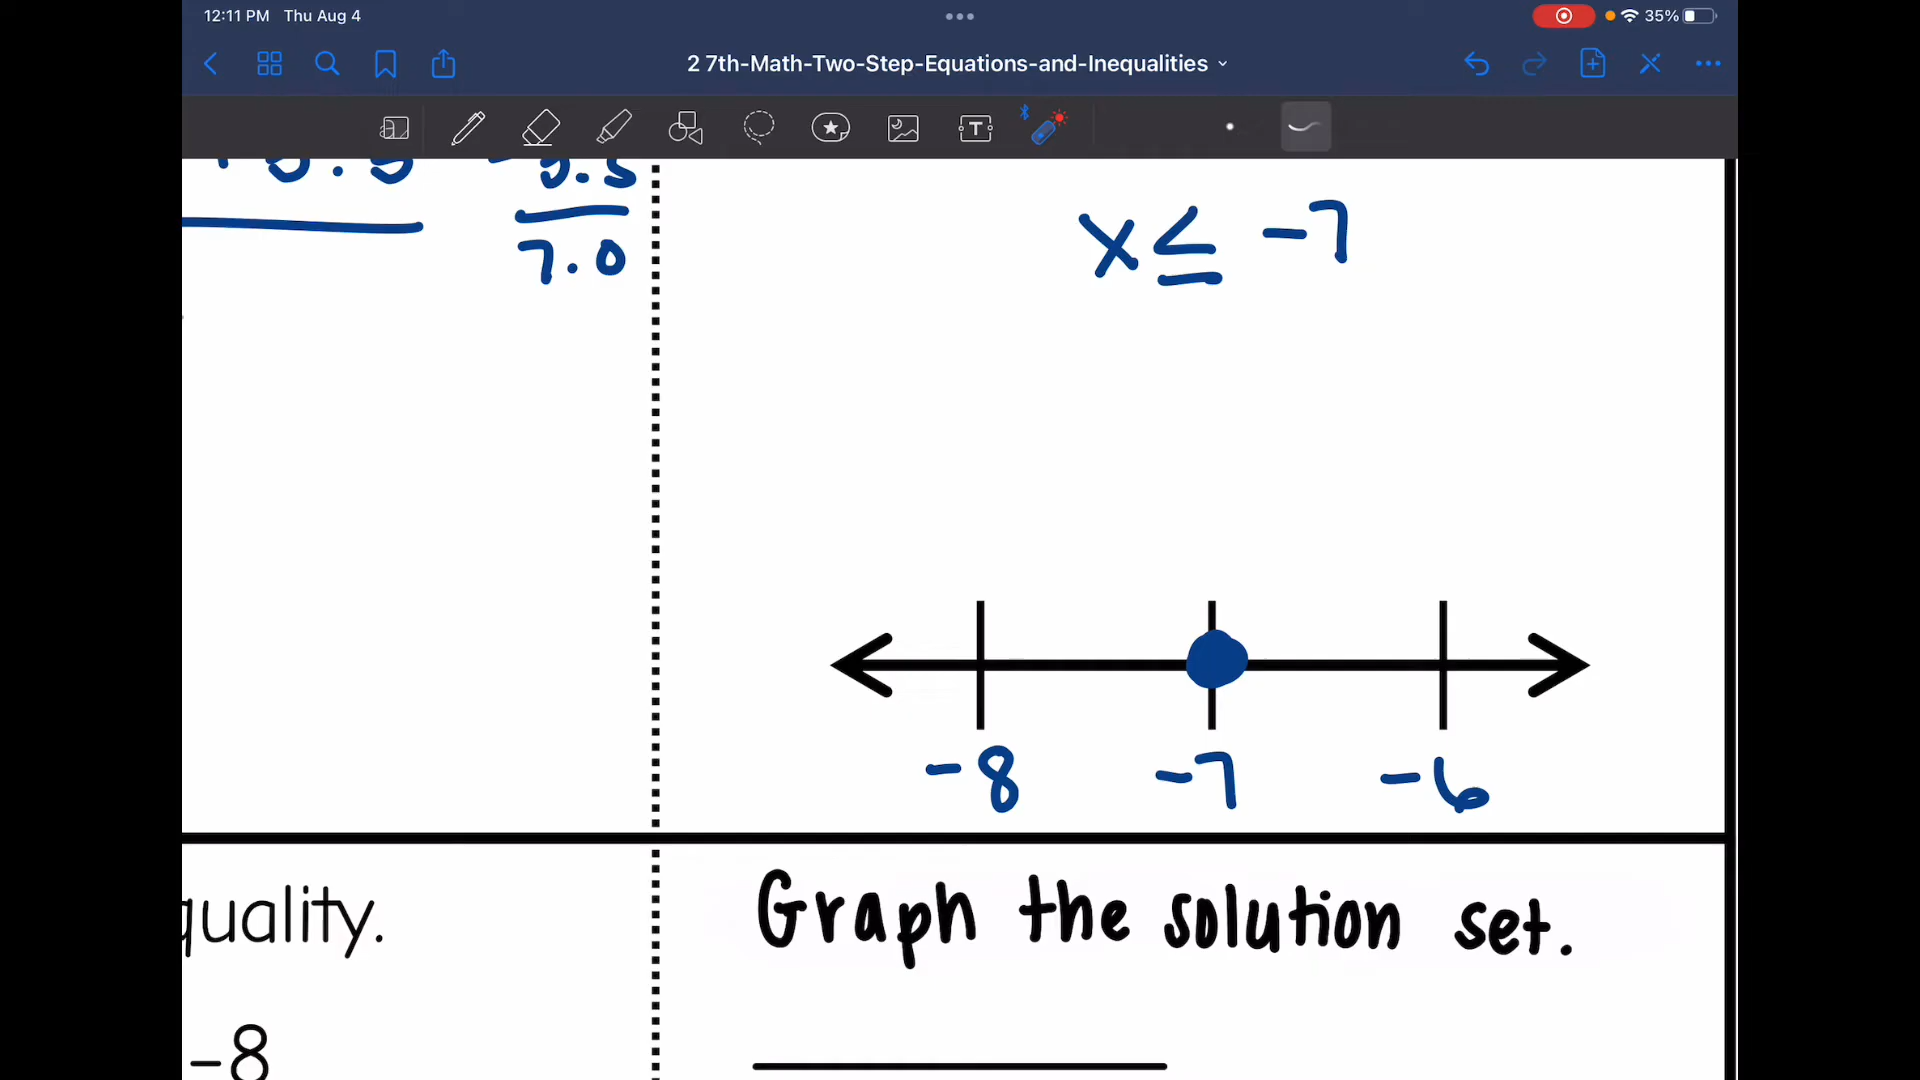 12:11 PM Thu Aug 4
35%
2 7th-Math-Two-Step-Equations-and-Inequalities
T
7.0
x ≤ -7
-8 -7 -6
quality.
Graph the solution set.
-8